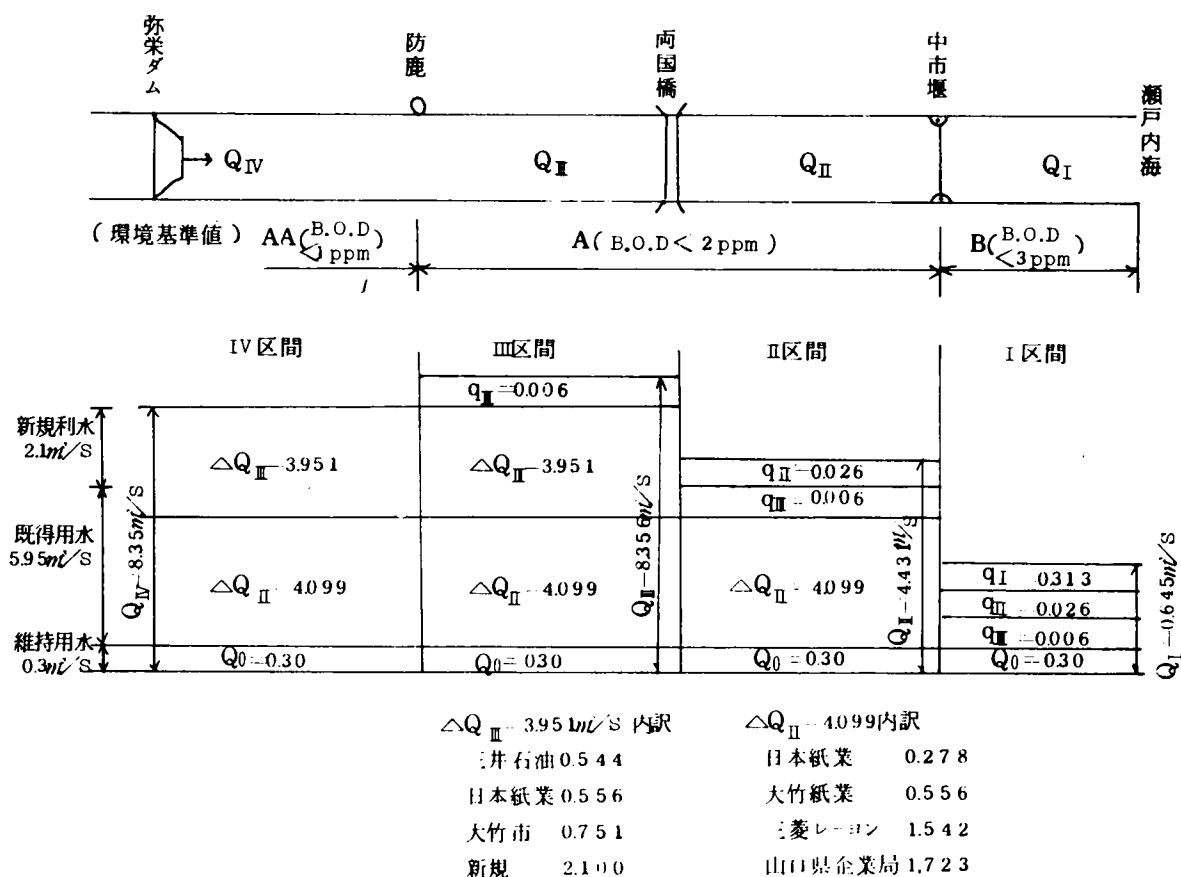 弥栄ダム
防鹿
両国橋
中市堰
瀬戸内海
QⅣ
QⅢ
QⅡ
QⅠ
(環境基準値)
AA(B.O.D <1 ppm)
A(B.O.D < 2 ppm)
B(B.O.D <3 ppm)
Ⅳ区間
Ⅲ区間
Ⅱ区間
Ⅰ区間
qⅢ=0.006
新規利水
2.1㎥/S
△QⅢ=3.951
△QⅢ=3.951
qⅡ=0.026
qⅢ=0.006
既得用水
5.95㎥/S
QⅣ=8.35㎥/S
QⅢ=8.356㎥/S
QⅡ=4.431㎥/S
QⅠ=0.645㎥/S
△QⅡ=4.099
△QⅡ=4.099
△QⅡ=4.099
qⅠ=0.313
qⅡ=0.026
qⅢ=0.006
維持用水
0.3㎥/S
Q0=0.30
Q0=0.30
Q0=0.30
Q0=0.30
△QⅢ=3.951㎥/S 内訳
三井石油 0.544
日本紙業 0.556
大竹市 0.751
新規 2.100
△QⅡ=4.099内訳
日本紙業 0.278
大竹紙業 0.556
三菱レーヨン 1.542
山口県企業局 1,723